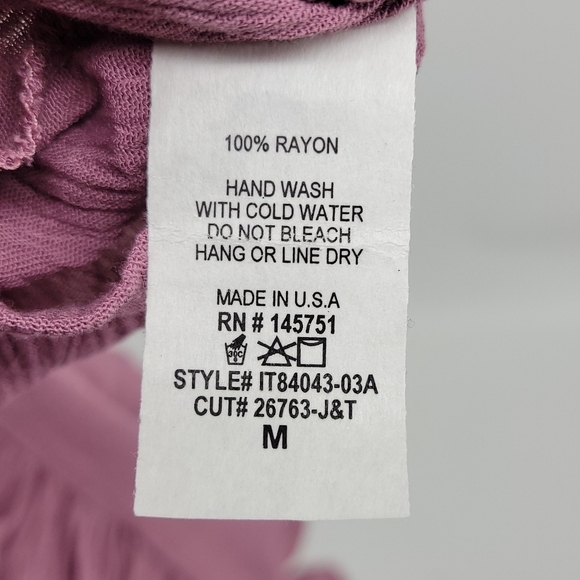 100% RAYON
HAND WASH
WITH COLD WATER
DO NOT BLEACH
HANG OR LINE DRY
MADE IN U.S.A
RN # 145751
30C
STYLE# IT84043-03A
CUT# 26763-J&T
M